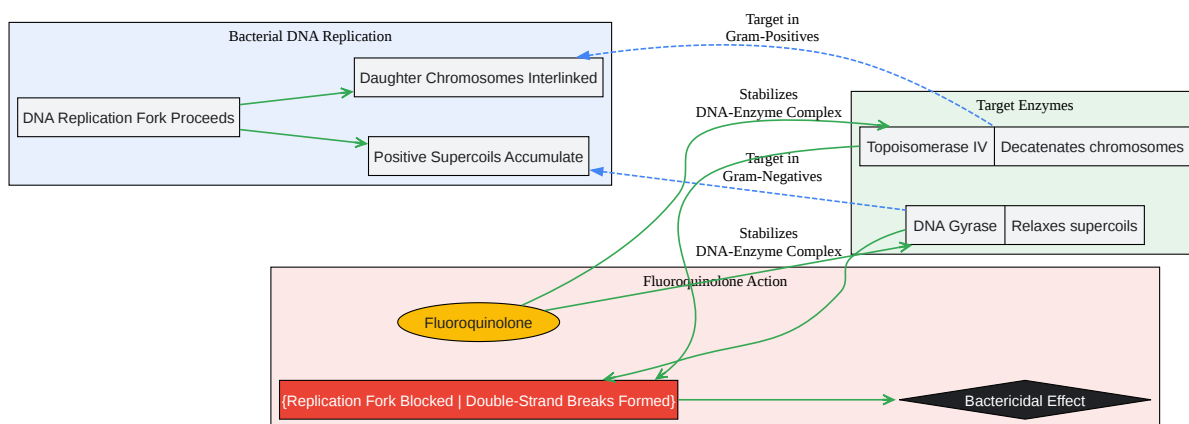 Bacterial DNA Replication
DNA Replication Fork Proceeds
Daughter Chromosomes Interlinked
Positive Supercoils Accumulate
Target in
Gram-Positives
Stabilizes
DNA-Enzyme Complex
Target in
Gram-Negatives
Stabilizes
DNA-Enzyme Complex
Target Enzymes
Topoisomerase IV
Decatenates chromosomes
DNA Gyrase
Relaxes supercoils
Fluoroquinolone Action
Fluoroquinolone
{Replication Fork Blocked | Double-Strand Breaks Formed}
Bactericidal Effect